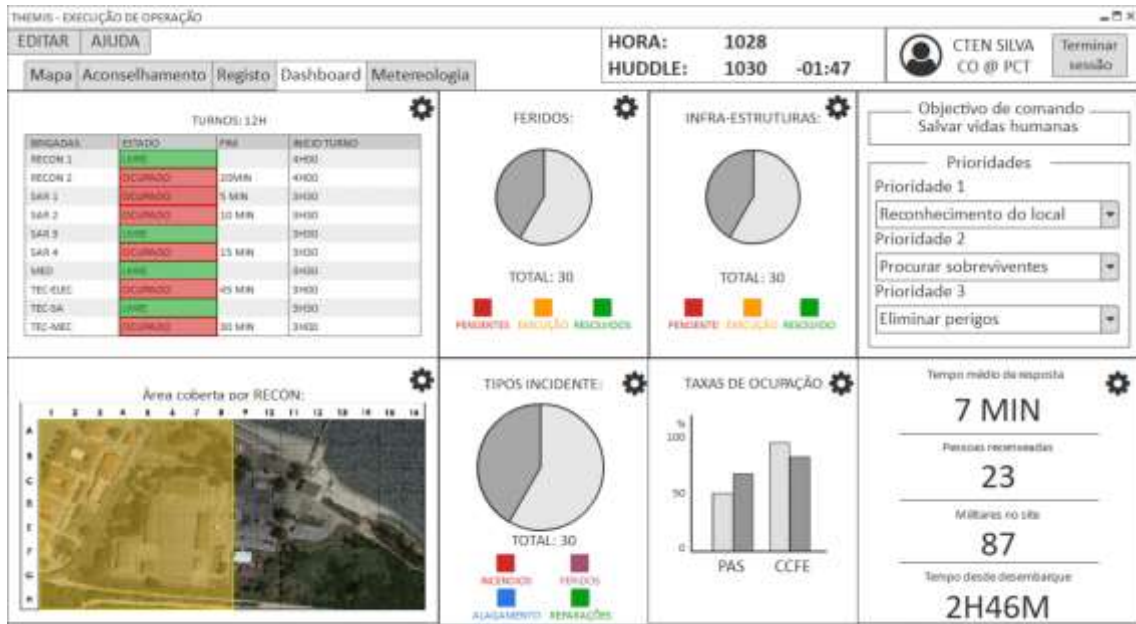 THEMIS - EXECUÇÃO DE OPERAÇÃO
EDITAR AJUDA
HORA: 1028
HUDDLE: 1030 -01:47
CTEN SILVA
CO @ PCT
Terminar
sessão
Mapa Aconselhamento Registo Dashboard Metereologia
TURNOS: 12H
BRIGADAS ESTADO FIM INICIO TURNO
RECON 1 LIVRE 4H00
RECON 2 OCUPADO 20MIN 4H00
SAR 1 OCUPADO 5 MIN 3H30
SAR 2 OCUPADO 10 MIN 3H30
SAR 3 LIVRE 3H30
SAR 4 OCUPADO 15 MIN 3H30
MED LIVRE
TEC-ELEC OCUPADO 45 MIN 3H00
TEC-SA LIVRE
TEC-MEC OCUPADO 30 MIN 3H00
FERIDOS:
TOTAL: 30
PENDENTES EXECUÇÃO RESOLVIDOS
INFRA-ESTRUTURAS:
TOTAL: 30
PENDENTE EXECUÇÃO RESOLVIDO
Objectivo de comando
Salvar vidas humanas
Prioridades
Prioridade 1
Reconhecimento do local
Prioridade 2
Procurar sobreviventes
Prioridade 3
Eliminar perigos
Área coberta por RECON:
1 2 3 4 5 6 7 8 9 10 11 12 13 14 15 16
A
B
C
D
E
F
G
H
TIPOS INCIDENTE:
TOTAL: 30
INCENDIOS FERIDOS
ALAGAMENTO REPARAÇÕES
TAXAS DE OCUPAÇÃO
%
100
50
0
PAS CCFE
Tempo médio de resposta
7 MIN
Pessoas recenseadas
23
Militares no site
87
Tempo desde desembarque
2H46M